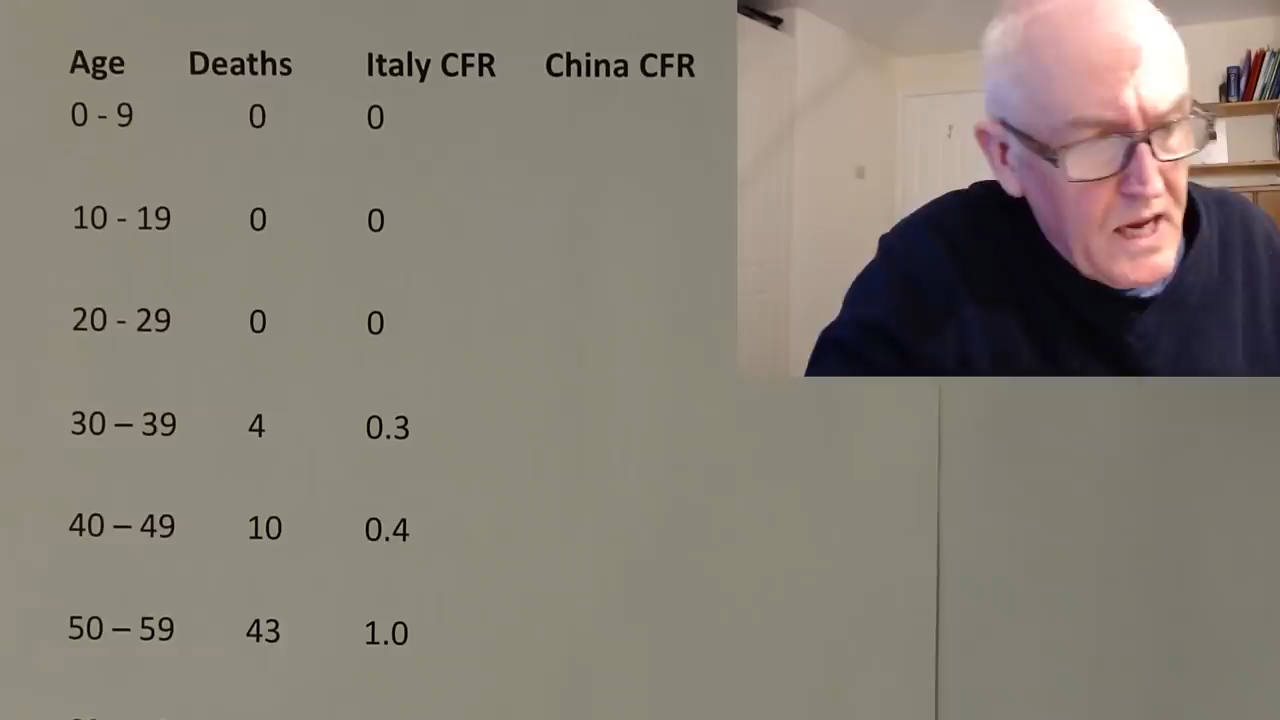 Age Deaths Italy CFR China CFR
0 - 9 0 0
10 - 19 0 0
20 - 29 0 0
30 – 39 4 0.3
40 – 49 10 0.4
50 – 59 43 1.0